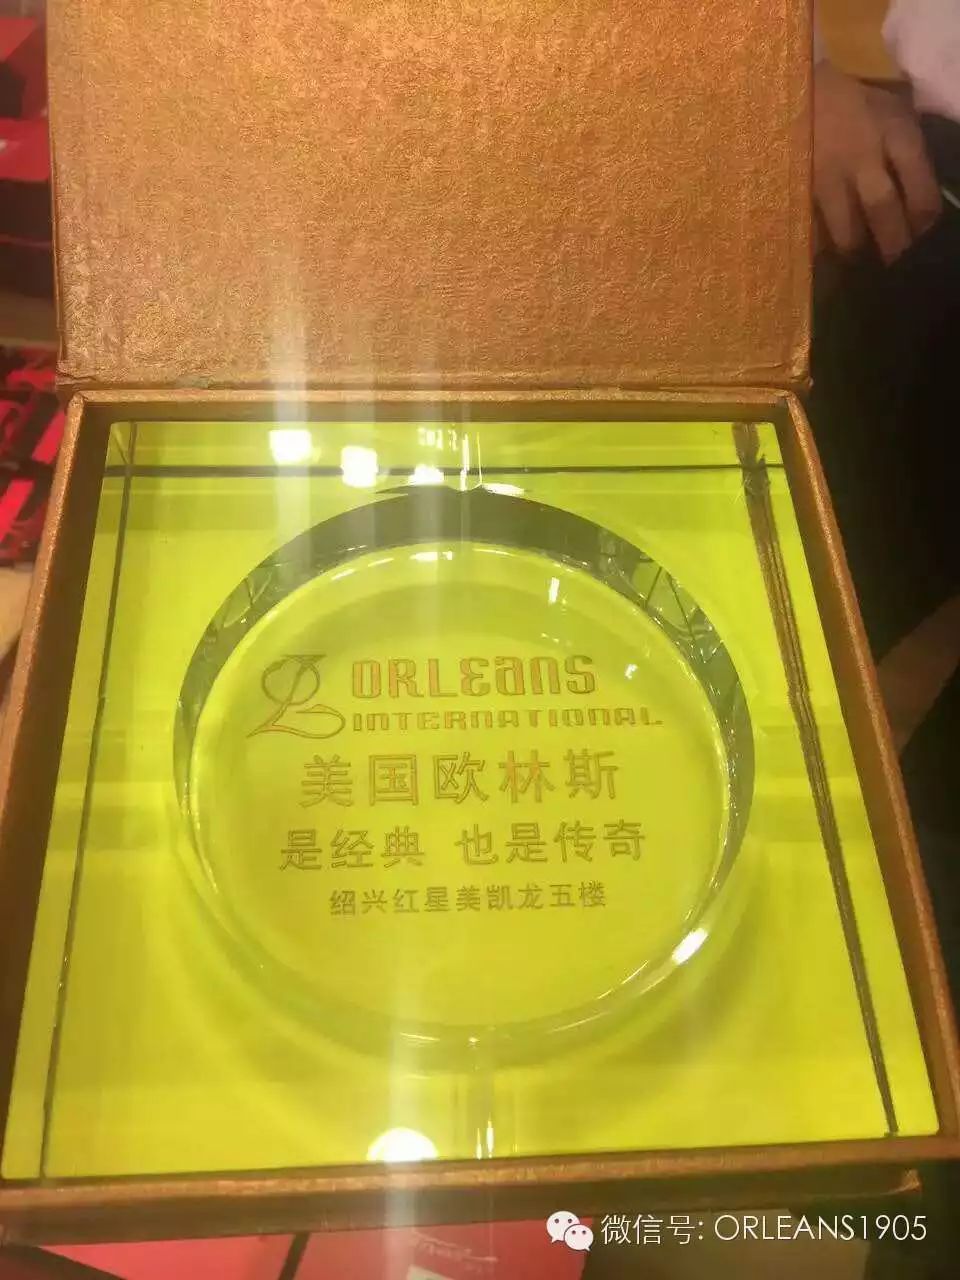 ORLEANS
INTERNATIONAL
美国欧林斯
是经典 也是传奇
绍兴红星美凯龙五楼
微信号: ORLEANS1905